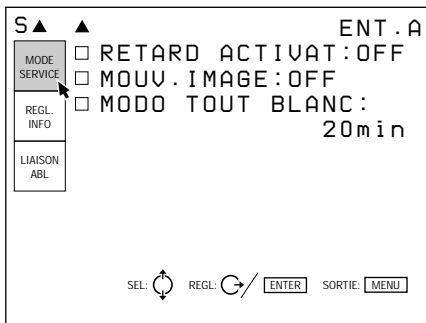 S▲ ▲ ENT.A
MODE SERVICE
□ RETARD ACTIVAT:OFF
□ MOUV.IMAGE:OFF
REGL. INFO
□ MODO TOUT BLANC:
20min
LIAISON ABL
SEL: REGL: / ENTER SORTIE: MENU